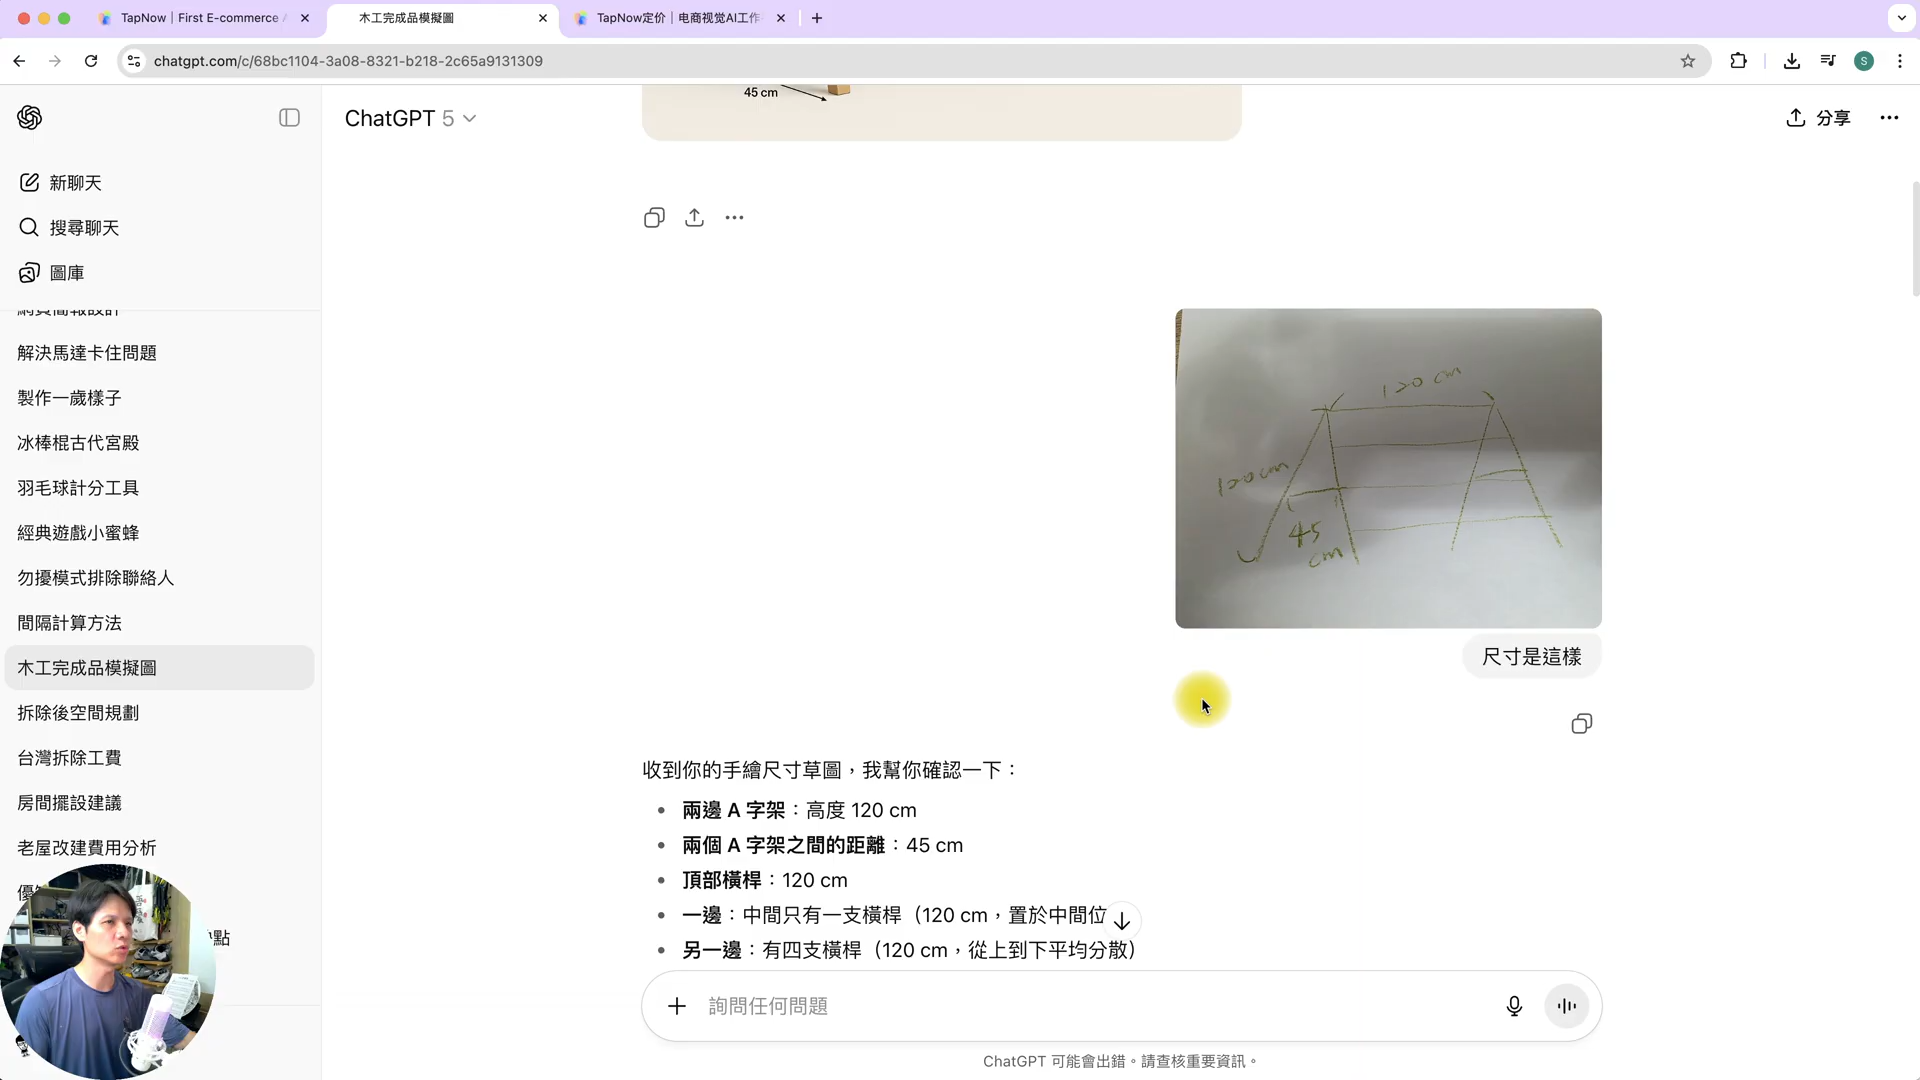 TapNow | First E-commerce A
木工完成品模擬圖
TapNow定价 | 电商视觉AI工作
chatgpt.com/c/68bc1104-3a08-8321-b218-2c65a9131309
S
ChatGPT 5
分享
新聊天
搜尋聊天
圖庫
網頁簡報設計
解決馬達卡住問題
製作一歲樣子
冰棒棍古代宮殿
羽毛球計分工具
經典遊戲小蜜蜂
勿擾模式排除聯絡人
間隔計算方法
木工完成品模擬圖
拆除後空間規劃
台灣拆除工費
房間擺設建議
老屋改建費用分析
優
點
45 cm
120 cm
120cm
45
cm
尺寸是這樣
收到你的手繪尺寸草圖，我幫你確認一下：
• 兩邊 A 字架：高度 120 cm
• 兩個 A 字架之間的距離：45 cm
• 頂部橫桿：120 cm
• 一邊：中間只有一支橫桿（120 cm，置於中間位
• 另一邊：有四支橫桿（120 cm，從上到下平均分散）
詢問任何問題
ChatGPT 可能會出錯。請查核重要資訊。